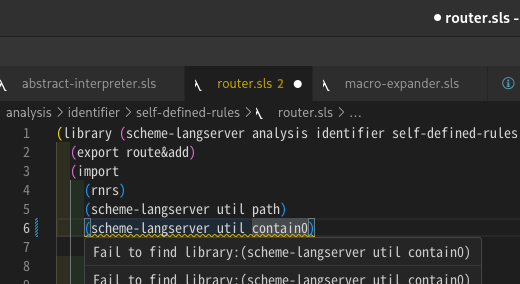 ● router.sls -
abstract-interpreter.sls router.sls 2 ● macro-expander.sls
analysis > identifier > self-defined-rules > router.sls > ...
1 (library (scheme-langserver analysis identifier self-defined-rules
2 (export route&add)
3 (import
4 (rnrs)
5 (scheme-langserver util path)
6 (scheme-langserver util contain0)
7 Fail to find library:(scheme-langserver util contain0)
8
9 Fail to find library:(scheme-langserver util contain0)